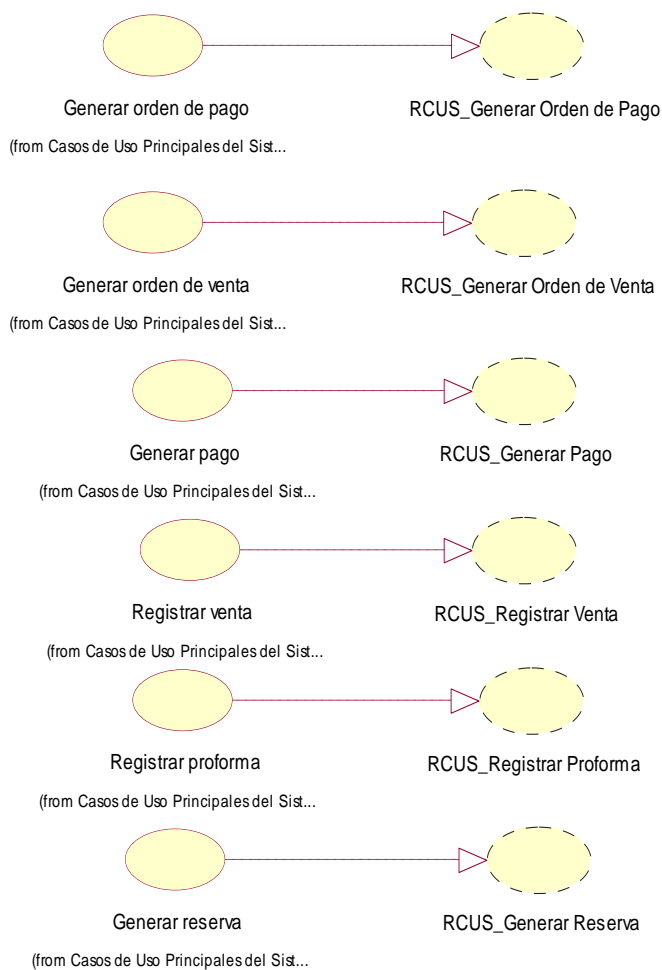 Generar orden de pago
RCUS_Generar Orden de Pago
(from Casos de Uso Principales del Sist...
Generar orden de venta
RCUS_Generar Orden de Venta
(from Casos de Uso Principales del Sist...
Generar pago
RCUS_Generar Pago
(from Casos de Uso Principales del Sist...
Registrar venta
RCUS_Registrar Venta
(from Casos de Uso Principales del Sist...
Registrar proforma
RCUS_Registrar Proforma
(from Casos de Uso Principales del Sist...
Generar reserva
RCUS_Generar Reserva
(from Casos de Uso Principales del Sist...